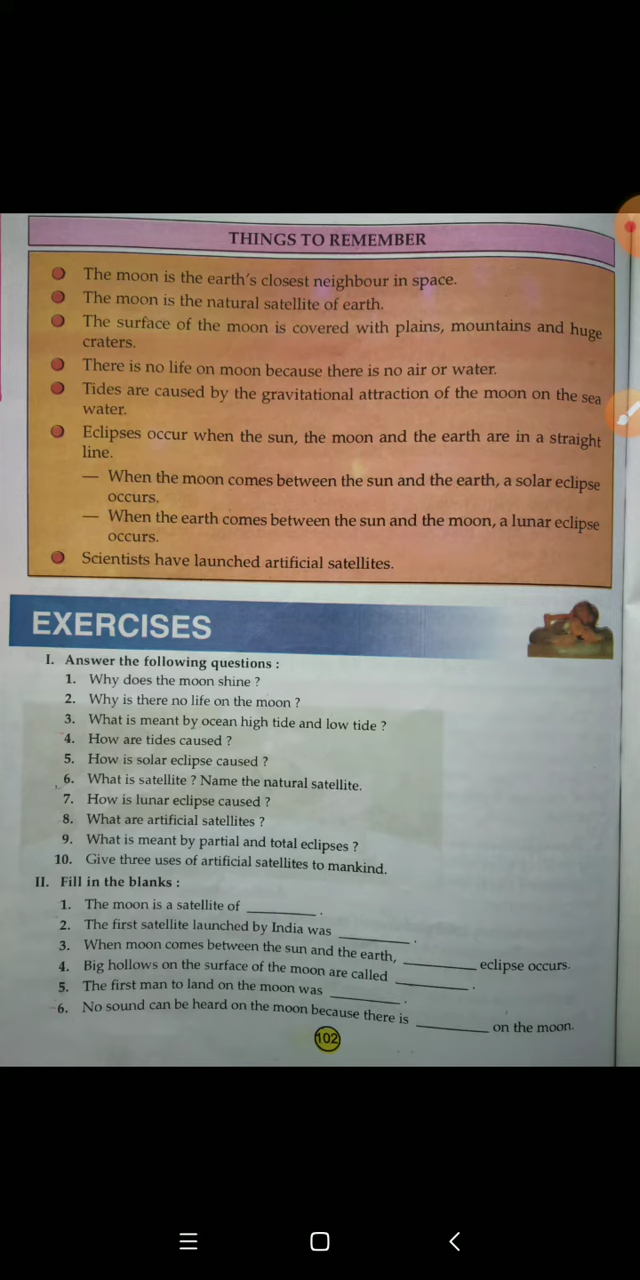 THINGS TO REMEMBER
The moon is the earth's closest neighbour in space.
The moon is the natural satellite of earth.
The surface of the moon is covered with plains, mountains and huge
craters.
There is no life on moon because there is no air or water.
Tides are caused by the gravitational attraction of the moon on the sea
water.
Eclipses occur when the sun, the moon and the earth are in a straight
line.
— When the moon comes between the sun and the earth, a solar eclipse
occurs.
— When the earth comes between the sun and the moon, a lunar eclipse
occurs.
Scientists have launched artificial satellites.
EXERCISES
I. Answer the following questions :
1. Why does the moon shine ?
2. Why is there no life on the moon ?
3. What is meant by ocean high tide and low tide ?
4. How are tides caused ?
5. How is solar eclipse caused ?
6. What is satellite ? Name the natural satellite.
7. How is lunar eclipse caused ?
8. What are artificial satellites ?
9. What is meant by partial and total eclipses ?
10. Give three uses of artificial satellites to mankind.
II. Fill in the blanks :
1. The moon is a satellite of ________ .
2. The first satellite launched by India was ________ .
3. When moon comes between the sun and the earth, ________ eclipse occurs.
4. Big hollows on the surface of the moon are called ________ .
5. The first man to land on the moon was ________ .
6. No sound can be heard on the moon because there is ________ on the moon.
102